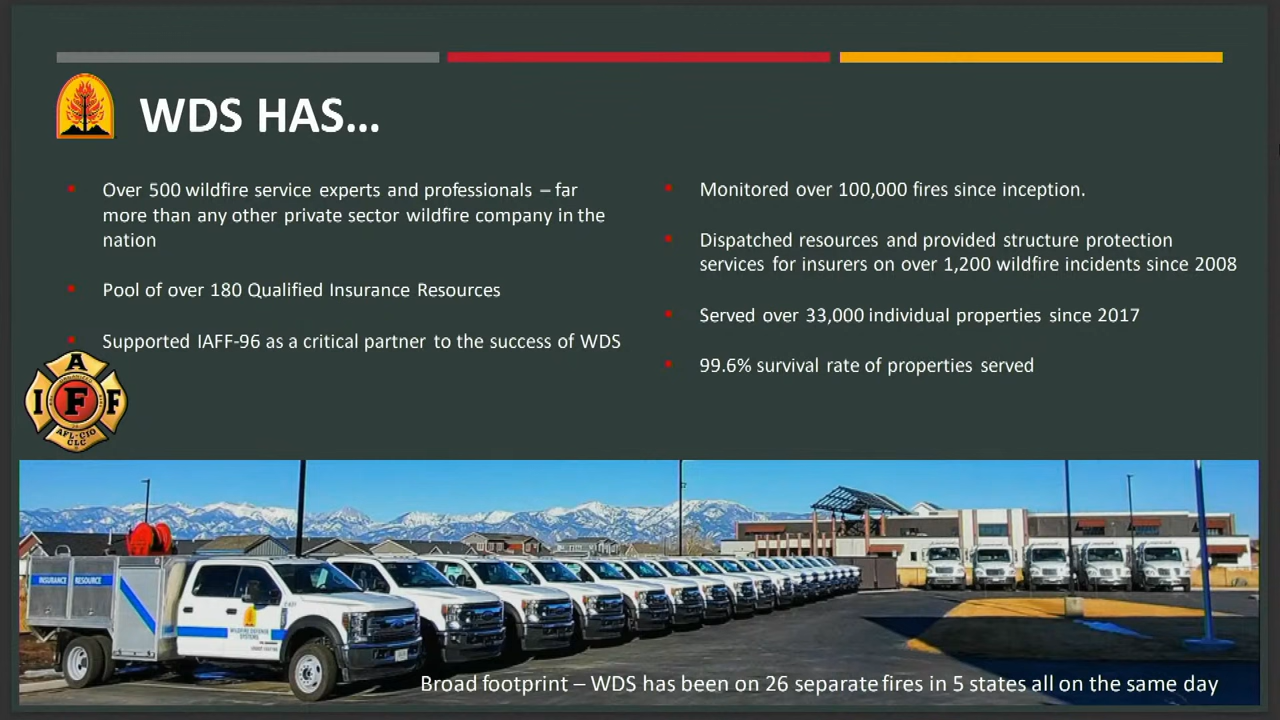 WDS HAS...
Over 500 wildfire service experts and professionals – far
more than any other private sector wildfire company in the
nation
Pool of over 180 Qualified Insurance Resources
Supported IAFF-96 as a critical partner to the success of WDS
Monitored over 100,000 fires since inception.
Dispatched resources and provided structure protection
services for insurers on over 1,200 wildfire incidents since 2008
Served over 33,000 individual properties since 2017
99.6% survival rate of properties served
A
I F F
AFL-CIO
CLC
INSURANCE RESOURCE
WILDFIRE DEFENSE
SYSTEMS
Broad footprint – WDS has been on 26 separate fires in 5 states all on the same day